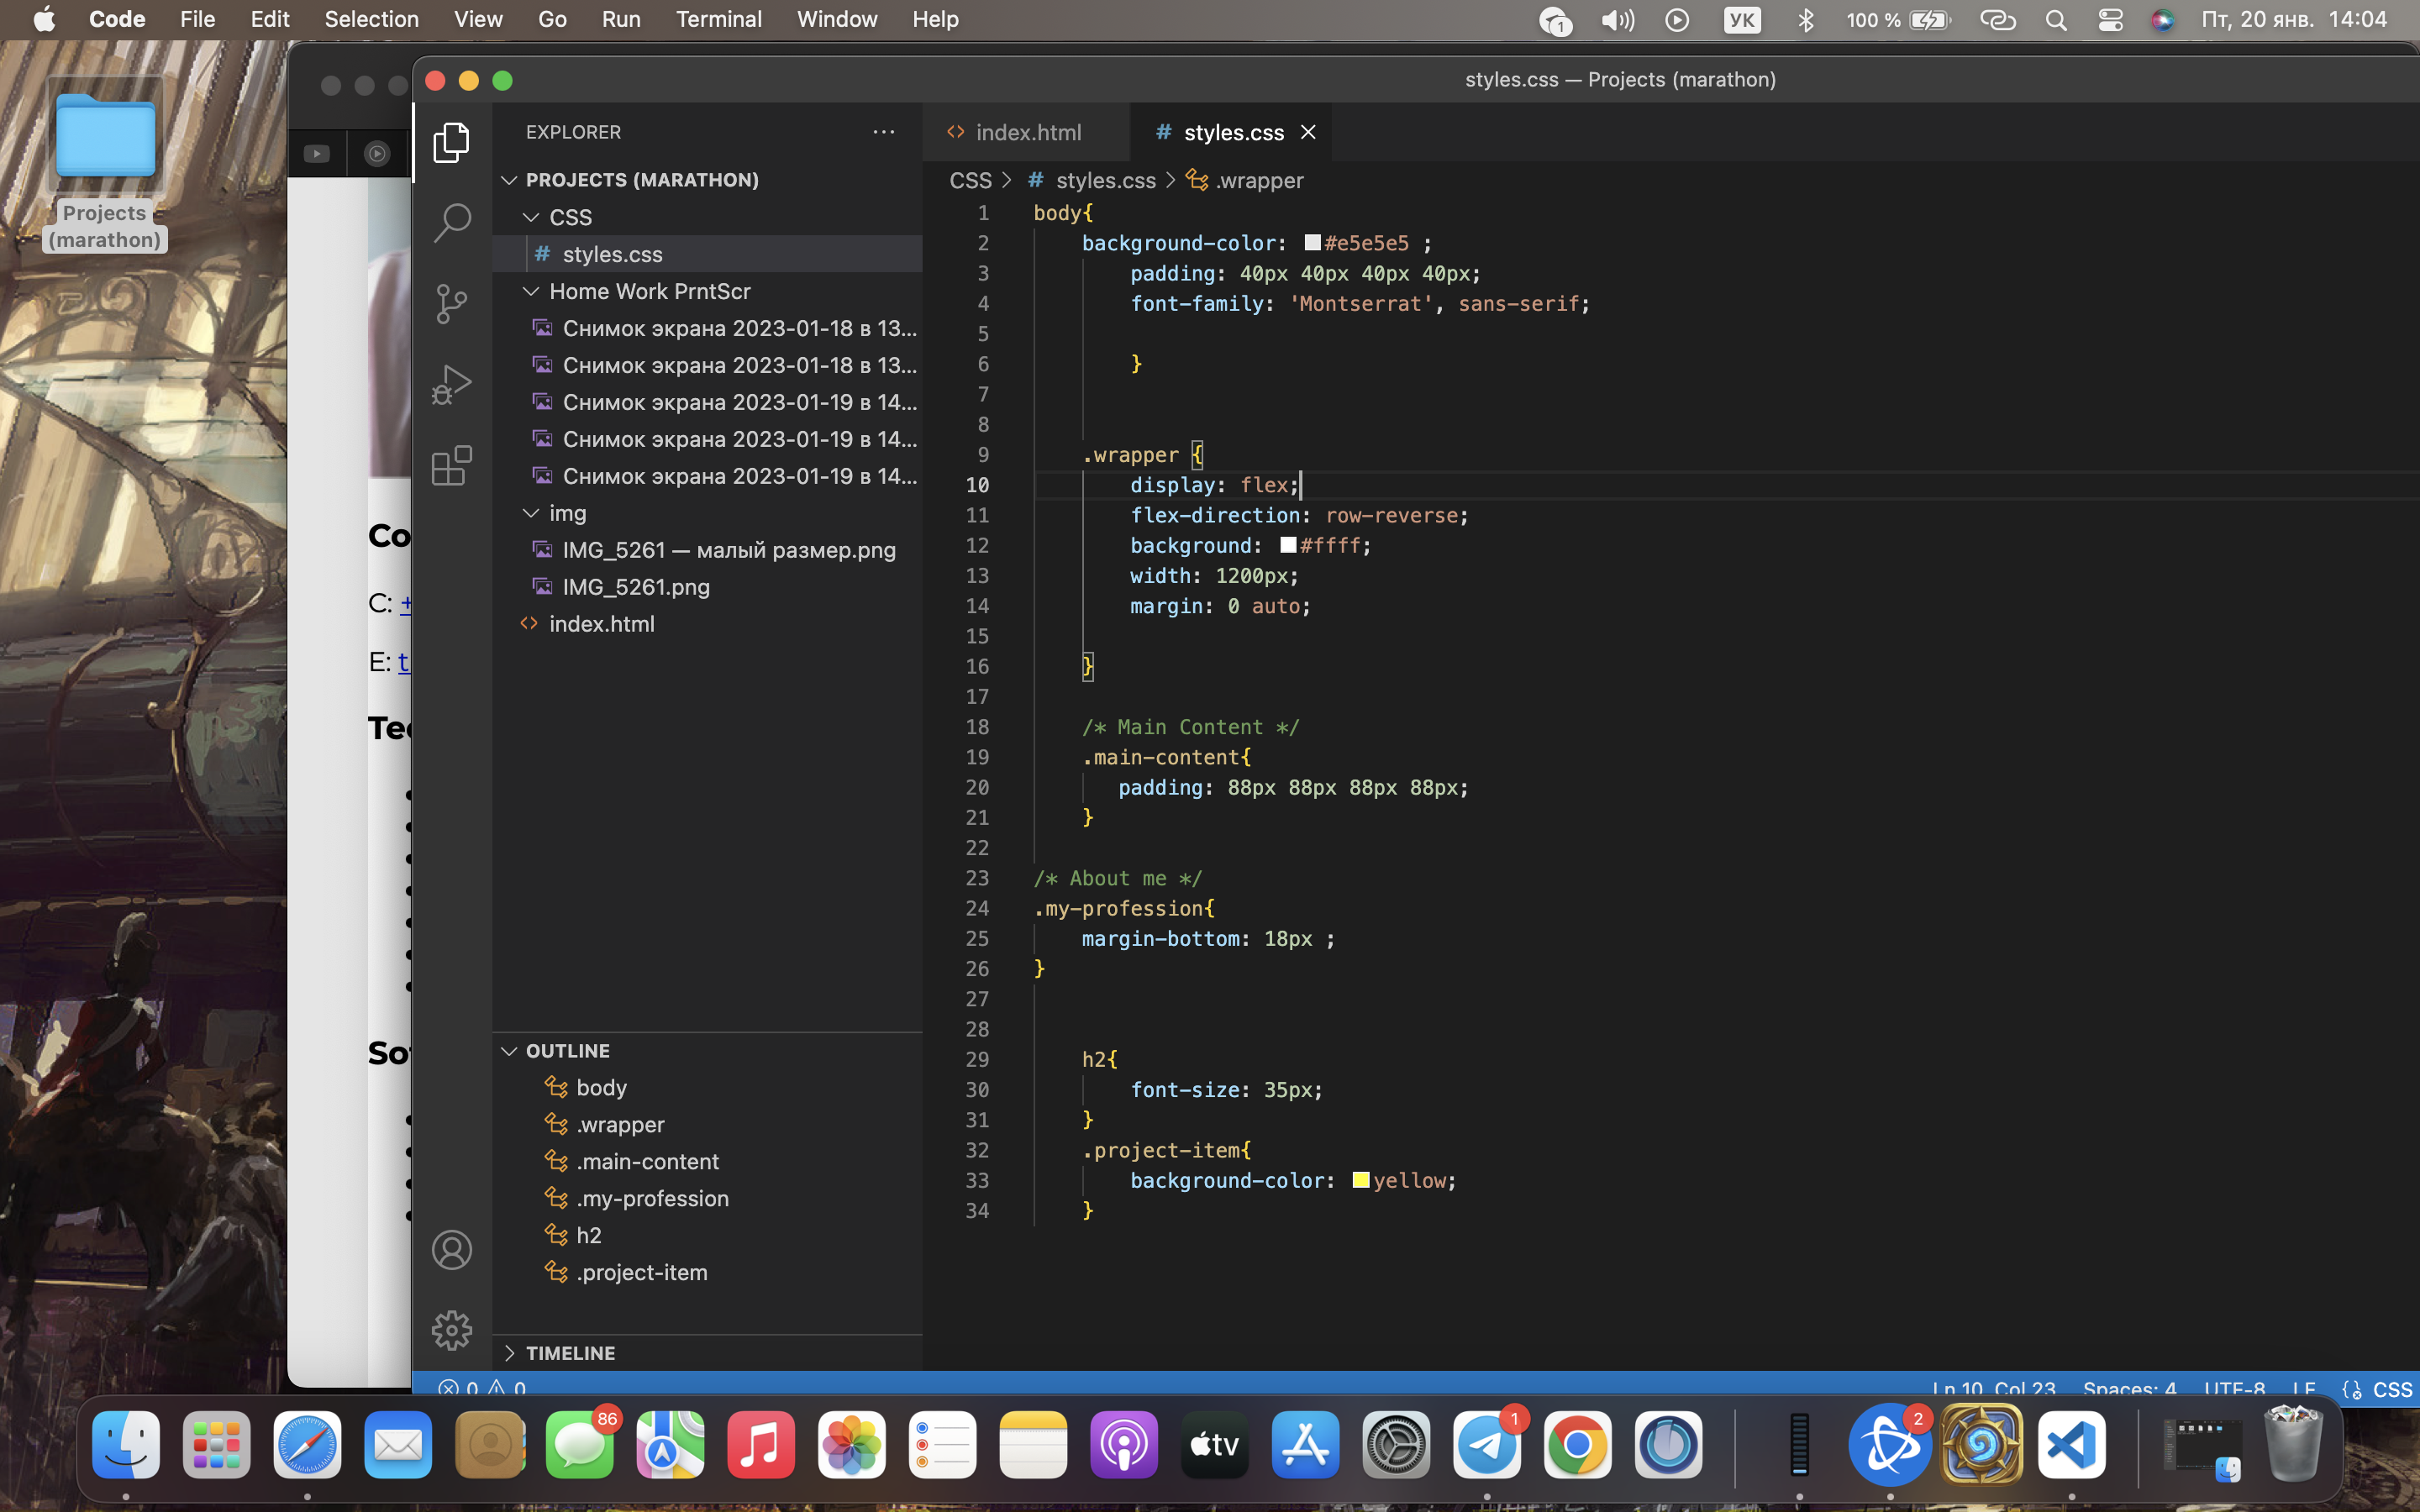 Code File Edit Selection View Go Run Terminal Window Help 1 УК 100 % Пт, 20 янв. 14:04
Projects
(marathon)
styles.css — Projects (marathon)
EXPLORER ...
PROJECTS (MARATHON)
CSS
# styles.css
Home Work PrntScr
Снимок экрана 2023-01-18 в 13...
Снимок экрана 2023-01-18 в 13...
Снимок экрана 2023-01-19 в 14...
Снимок экрана 2023-01-19 в 14...
Снимок экрана 2023-01-19 в 14...
img
IMG_5261 — малый размер.png
IMG_5261.png
<> index.html
OUTLINE
body
.wrapper
.main-content
.my-profession
h2
.project-item
TIMELINE
<> index.html # styles.css
CSS > # styles.css > .wrapper
1 body{
2 background-color: #e5e5e5 ;
3 padding: 40px 40px 40px 40px;
4 font-family: 'Montserrat', sans-serif;
5
6 }
7
8
9 .wrapper {
10 display: flex;
11 flex-direction: row-reverse;
12 background: #ffff;
13 width: 1200px;
14 margin: 0 auto;
15
16 }
17
18 /* Main Content */
19 .main-content{
20 padding: 88px 88px 88px 88px;
21 }
22
23 /* About me */
24 .my-profession{
25 margin-bottom: 18px ;
26 }
27
28
29 h2{
30 font-size: 35px;
31 }
32 .project-item{
33 background-color: yellow;
34 }
Co
C: +
E: t
Tec
Sof
0 0 Ln 10, Col 23 Spaces: 4 UTF-8 LF CSS
86 tv 1 2